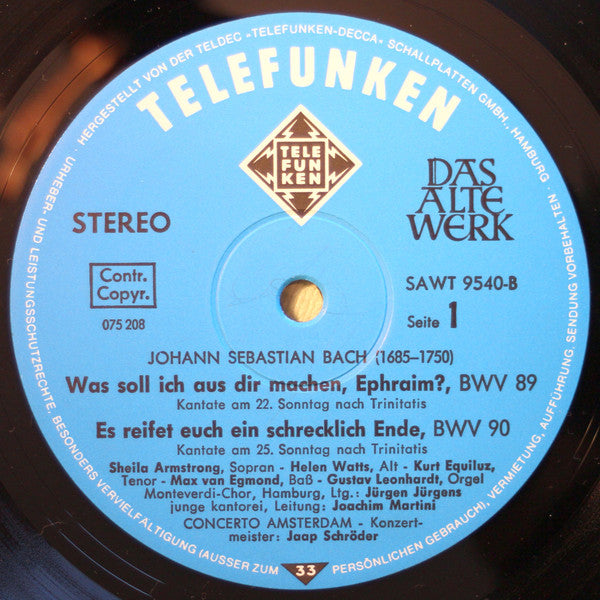 URHEBER- UND LEISTUNGSSCHUTZRECHTE, BESONDERS VERVIELFÄLTIGUNG (AUSSER ZUM PERSÖNLICHEN GEBRAUCH), VERMIETUNG, AUFFÜHRUNG, SENDUNG VORBEHALTEN
· HERGESTELLT VON DER TELDEC »TELEFUNKEN-DECCA« SCHALLPLATTEN GMBH., HAMBURG ·
TELEFUNKEN
TELE
FUN
KEN
DAS
ALTE
WERK
STEREO
Contr.
Copyr.
075 208
SAWT 9540-B
Seite 1
JOHANN SEBASTIAN BACH (1685–1750)
Was soll ich aus dir machen, Ephraim?, BWV 89
Kantate am 22. Sonntag nach Trinitatis
Es reifet euch ein schrecklich Ende, BWV 90
Kantate am 25. Sonntag nach Trinitatis
Sheila Armstrong, Sopran - Helen Watts, Alt - Kurt Equiluz,
Tenor - Max van Egmond, Baß - Gustav Leonhardt, Orgel
Monteverdi-Chor, Hamburg, Ltg.: Jürgen Jürgens
junge kantorei, Leitung: Joachim Martini
CONCERTO AMSTERDAM - Konzert-
meister: Jaap Schröder
33